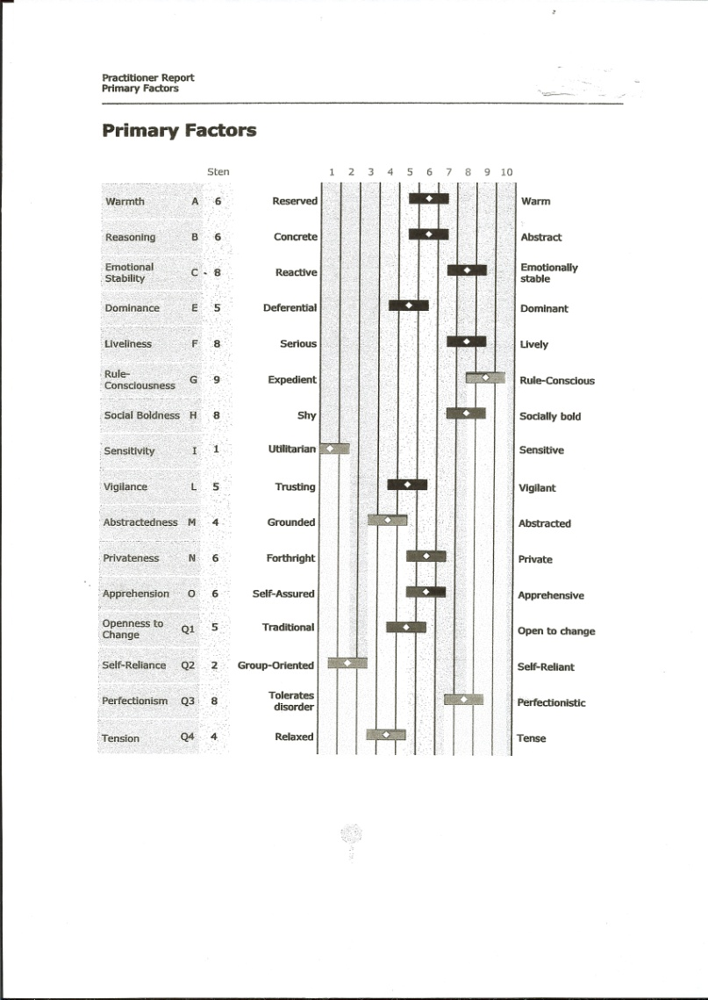 Practitioner Report
Primary Factors
Primary Factors
Sten 1 2 3 4 5 6 7 8 9 10
Warmth A 6 Reserved Warm
Reasoning B 6 Concrete Abstract
Emotional Stability C - 8 Reactive Emotionally stable
Dominance E 5 Deferential Dominant
Liveliness F 8 Serious Lively
Rule-Consciousness G 9 Expedient Rule-Conscious
Social Boldness H 8 Shy Socially bold
Sensitivity I 1 Utilitarian Sensitive
Vigilance L 5 Trusting Vigilant
Abstractedness M 4 Grounded Abstracted
Privateness N 6 Forthright Private
Apprehension O 6 Self-Assured Apprehensive
Openness to Change Q1 5 Traditional Open to change
Self-Reliance Q2 2 Group-Oriented Self-Reliant
Perfectionism Q3 8 Tolerates disorder Perfectionistic
Tension Q4 4 Relaxed Tense